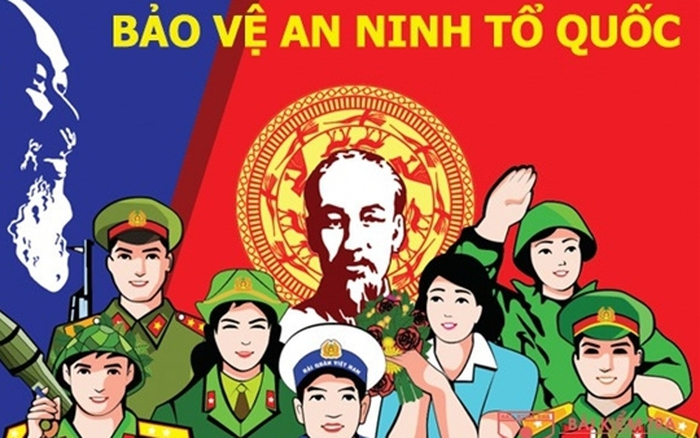 BẢO VỆ AN NINH TỔ QUỐC
HẢI QUÂN VIỆT NAM